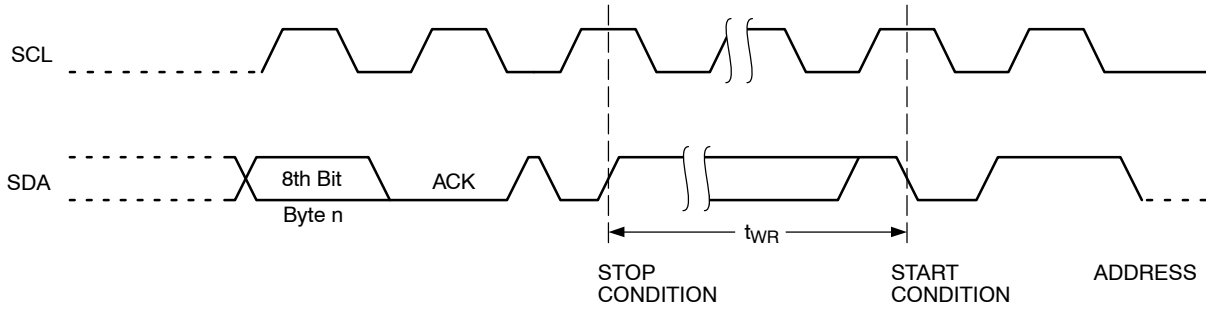 SCL
SDA
8th Bit
ACK
Byte n
tWR
STOP
CONDITION
START
CONDITION
ADDRESS